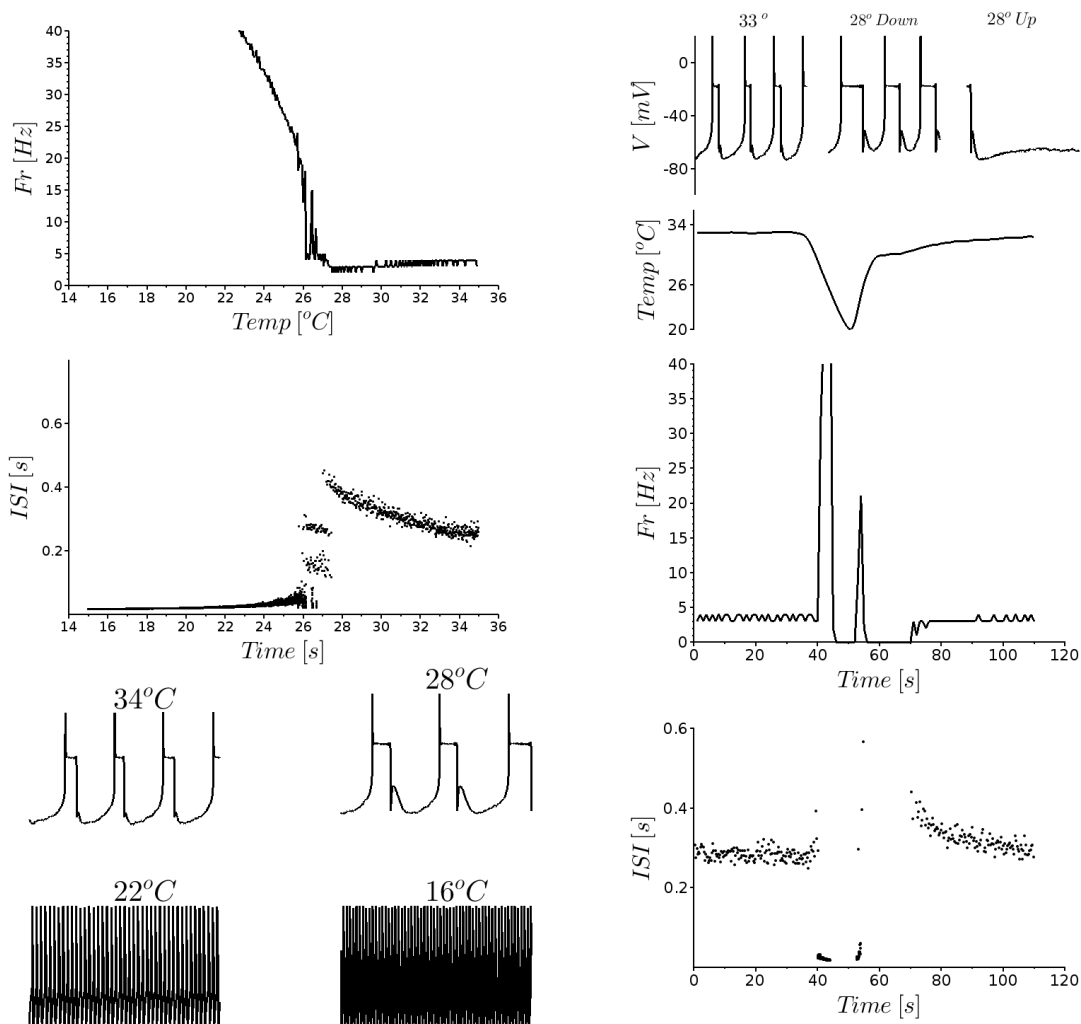 40
35
30
25
20
15
10
5
0
Fr [Hz]
14 16 18 20 22 24 26 28 30 32 34 36
Temp [°C]
0.6
0.4
0.2
ISI [s]
14 16 18 20 22 24 26 28 30 32 34 36
Time [s]
34°C
28°C
22°C
16°C
33° 28° Down 28° Up
0
-40
-80
V [mV]
34
26
20
Temp [°C]
40
35
30
25
20
15
10
5
0
Fr [Hz]
0 20 40 60 80 100 120
Time [s]
0.6
0.4
0.2
ISI [s]
0 20 40 60 80 100 120
Time [s]